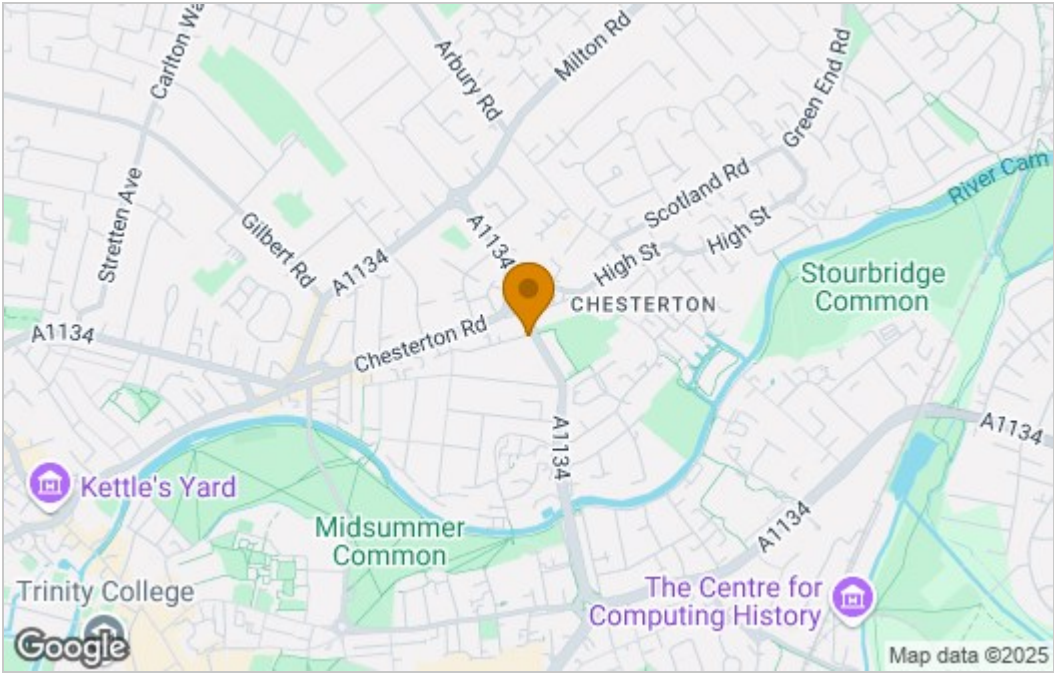 Carlton Wa
Arbury Rd
Milton Rd
Green End Rd
River Cam
Stretten Ave
Gilbert Rd
A1134
A1134
Scotland Rd
High St
High St
Stourbridge
Common
CHESTERTON
A1134
Chesterton Rd
A1134
A1134
A1134
Kettle's Yard
Midsummer
Common
Trinity College
The Centre for
Computing History
Google
Map data ©2025